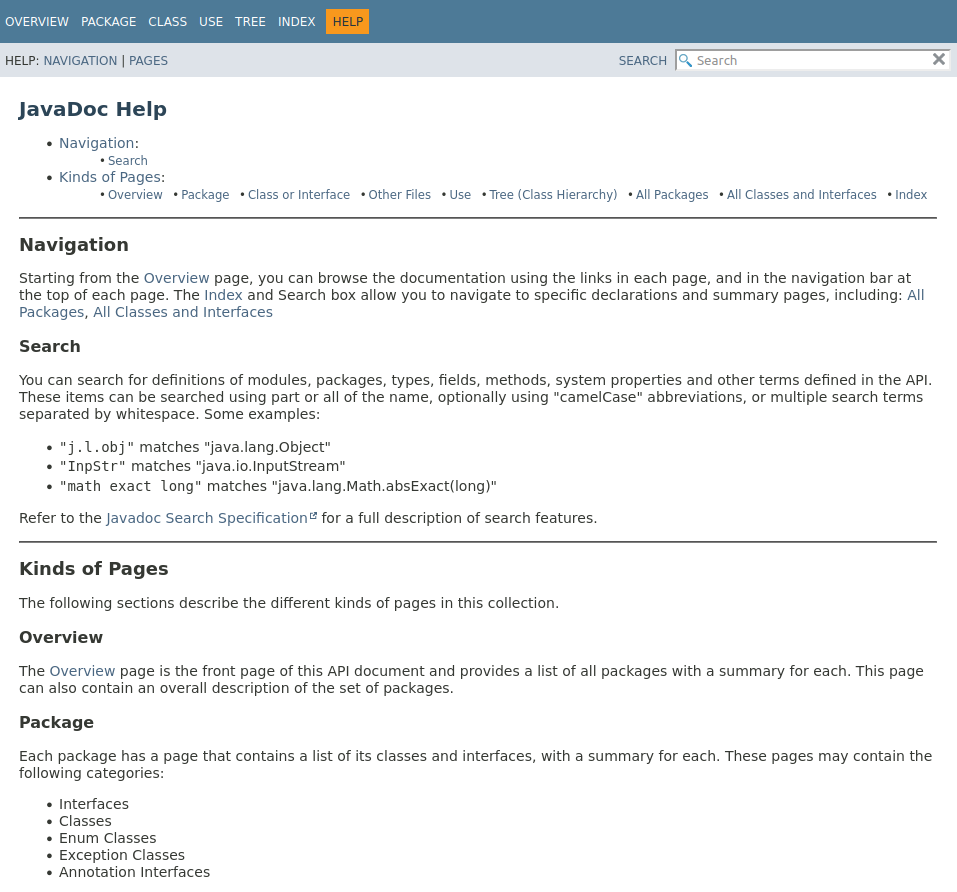 OVERVIEW PACKAGE CLASS USE TREE INDEX HELP
HELP: NAVIGATION | PAGES SEARCH Search
JavaDoc Help
• Navigation:
• Search
• Kinds of Pages:
• Overview • Package • Class or Interface • Other Files • Use • Tree (Class Hierarchy) • All Packages • All Classes and Interfaces • Index
Navigation
Starting from the Overview page, you can browse the documentation using the links in each page, and in the navigation bar at
the top of each page. The Index and Search box allow you to navigate to specific declarations and summary pages, including: All
Packages, All Classes and Interfaces
Search
You can search for definitions of modules, packages, types, fields, methods, system properties and other terms defined in the API.
These items can be searched using part or all of the name, optionally using "camelCase" abbreviations, or multiple search terms
separated by whitespace. Some examples:
• "j.l.obj" matches "java.lang.Object"
• "InpStr" matches "java.io.InputStream"
• "math exact long" matches "java.lang.Math.absExact(long)"
Refer to the Javadoc Search Specification for a full description of search features.
Kinds of Pages
The following sections describe the different kinds of pages in this collection.
Overview
The Overview page is the front page of this API document and provides a list of all packages with a summary for each. This page
can also contain an overall description of the set of packages.
Package
Each package has a page that contains a list of its classes and interfaces, with a summary for each. These pages may contain the
following categories:
• Interfaces
• Classes
• Enum Classes
• Exception Classes
• Annotation Interfaces